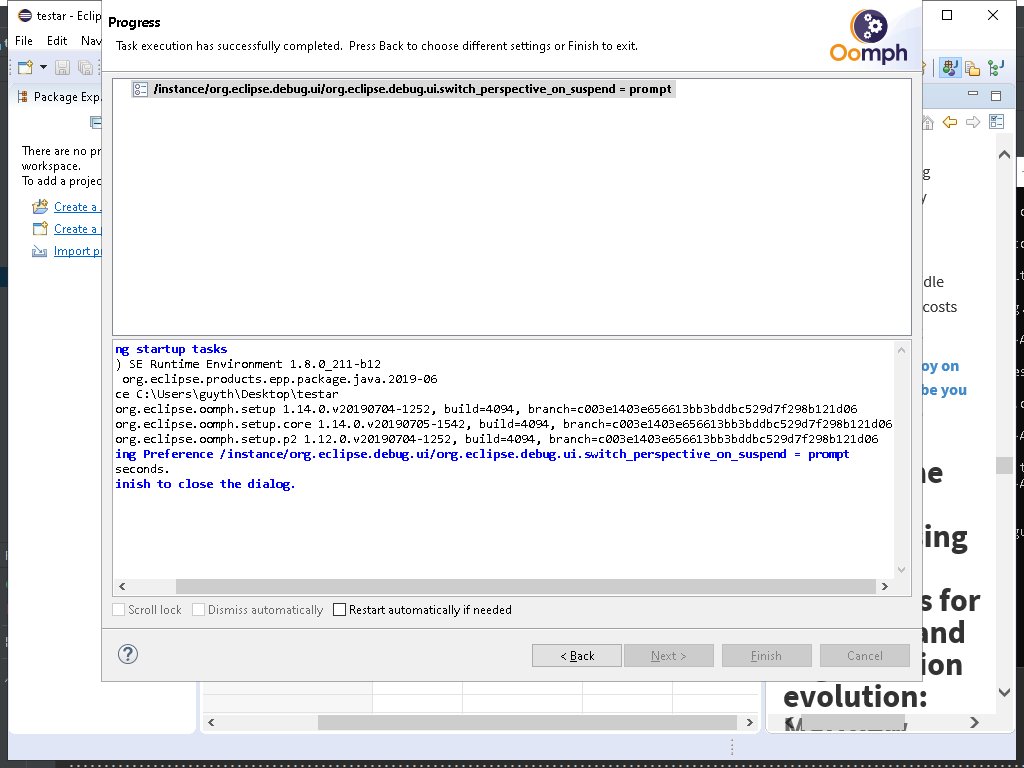 testar - Eclip
Progress
Task execution has successfully completed.  Press Back to choose different settings or Finish to exit.
Oomph
File Edit Nav
Package Exp
/instance/org.eclipse.debug.ui/org.eclipse.debug.ui.switch_perspective_on_suspend = prompt
There are no pr
workspace.
To add a projec
Create a
Create a
Import pr
dle
costs
oy on
be you
ng startup tasks
) SE Runtime Environment 1.8.0_211-b12
org.eclipse.products.epp.package.java.2019-06
ce C:\Users\guyth\Desktop\testar
org.eclipse.oomph.setup 1.14.0.v20190704-1252, build=4094, branch=c003e1403e656613bb3bddbc529d7f298b121d06
org.eclipse.oomph.setup.core 1.14.0.v20190705-1542, build=4094, branch=c003e1403e656613bb3bddbc529d7f298b121d06
org.eclipse.oomph.setup.p2 1.12.0.v20190704-1252, build=4094, branch=c003e1403e656613bb3bddbc529d7f298b121d06
ing Preference /instance/org.eclipse.debug.ui/org.eclipse.debug.ui.switch_perspective_on_suspend = prompt
seconds.
inish to close the dialog.
ne
ing
s for
and
ion
evolution:
Scroll lock Dismiss automatically Restart automatically if needed
< Back Next > Finish Cancel